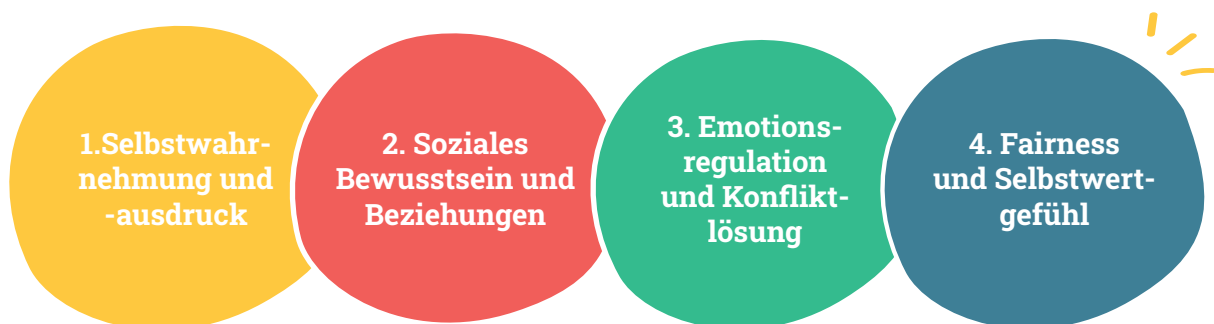 1.Selbstwahr-
nehmung und
-ausdruck
2. Soziales
Bewusstsein und
Beziehungen
3. Emotions-
regulation
und Konflikt-
lösung
4. Fairness
und Selbstwert-
gefühl